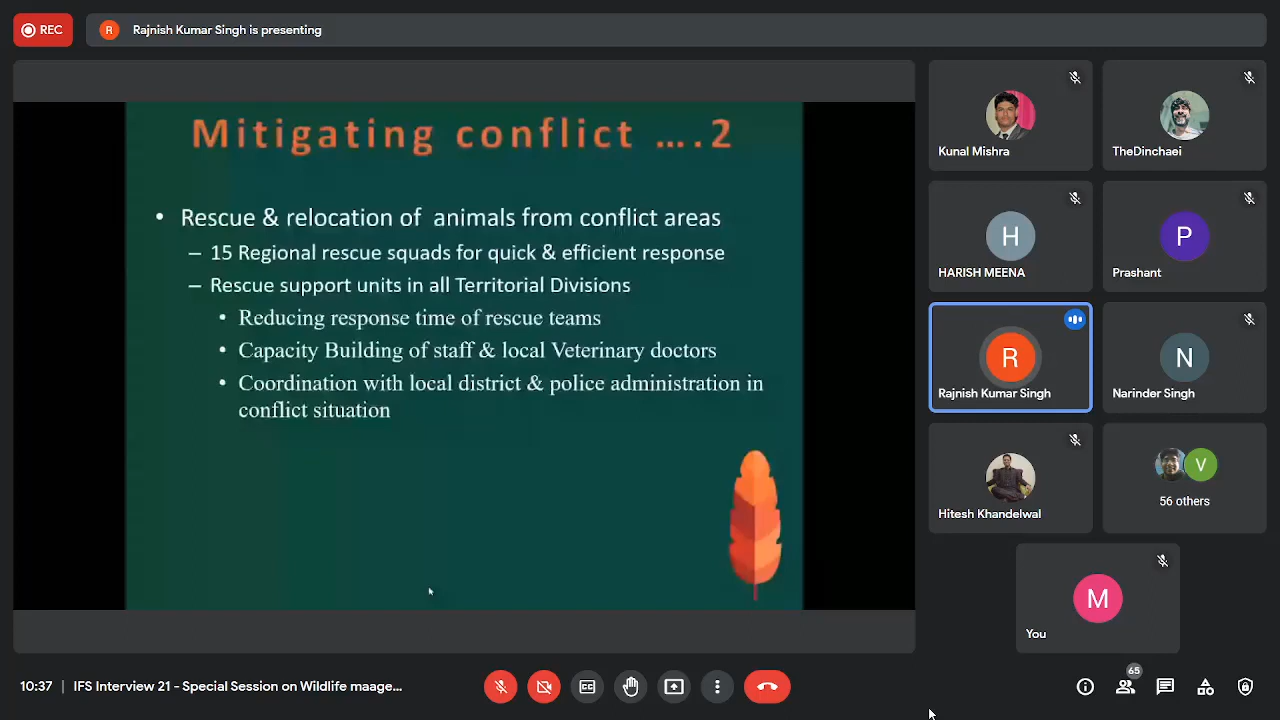 REC
R
Rajnish Kumar Singh is presenting
Mitigating conflict ....2
• Rescue & relocation of animals from conflict areas
– 15 Regional rescue squads for quick & efficient response
– Rescue support units in all Territorial Divisions
• Reducing response time of rescue teams
• Capacity Building of staff & local Veterinary doctors
• Coordination with local district & police administration in
conflict situation
Kunal Mishra
TheDinchaei
H
HARISH MEENA
P
Prashant
R
Rajnish Kumar Singh
N
Narinder Singh
Hitesh Khandelwal
V
56 others
M
You
10:37 | IFS Interview 21 - Special Session on Wildlife maage...
CC
65